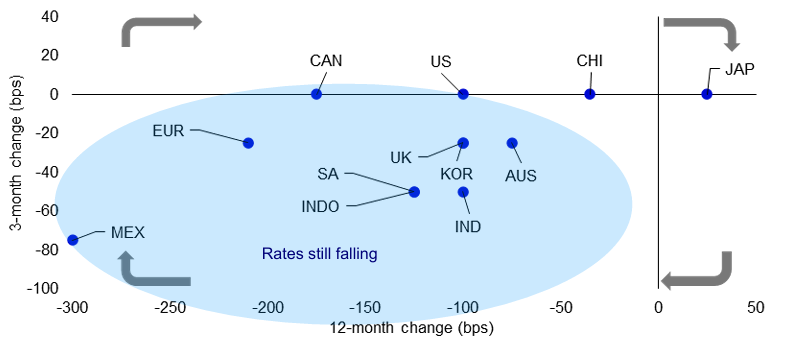 40
20
0
-20
-40
-60
-80
-100
3-month change (bps)
CAN
US
CHI
JAP
EUR
UK
KOR
AUS
SA
INDO
IND
MEX
Rates still falling
-300 -250 -200 -150 -100 -50 0 50
12-month change (bps)